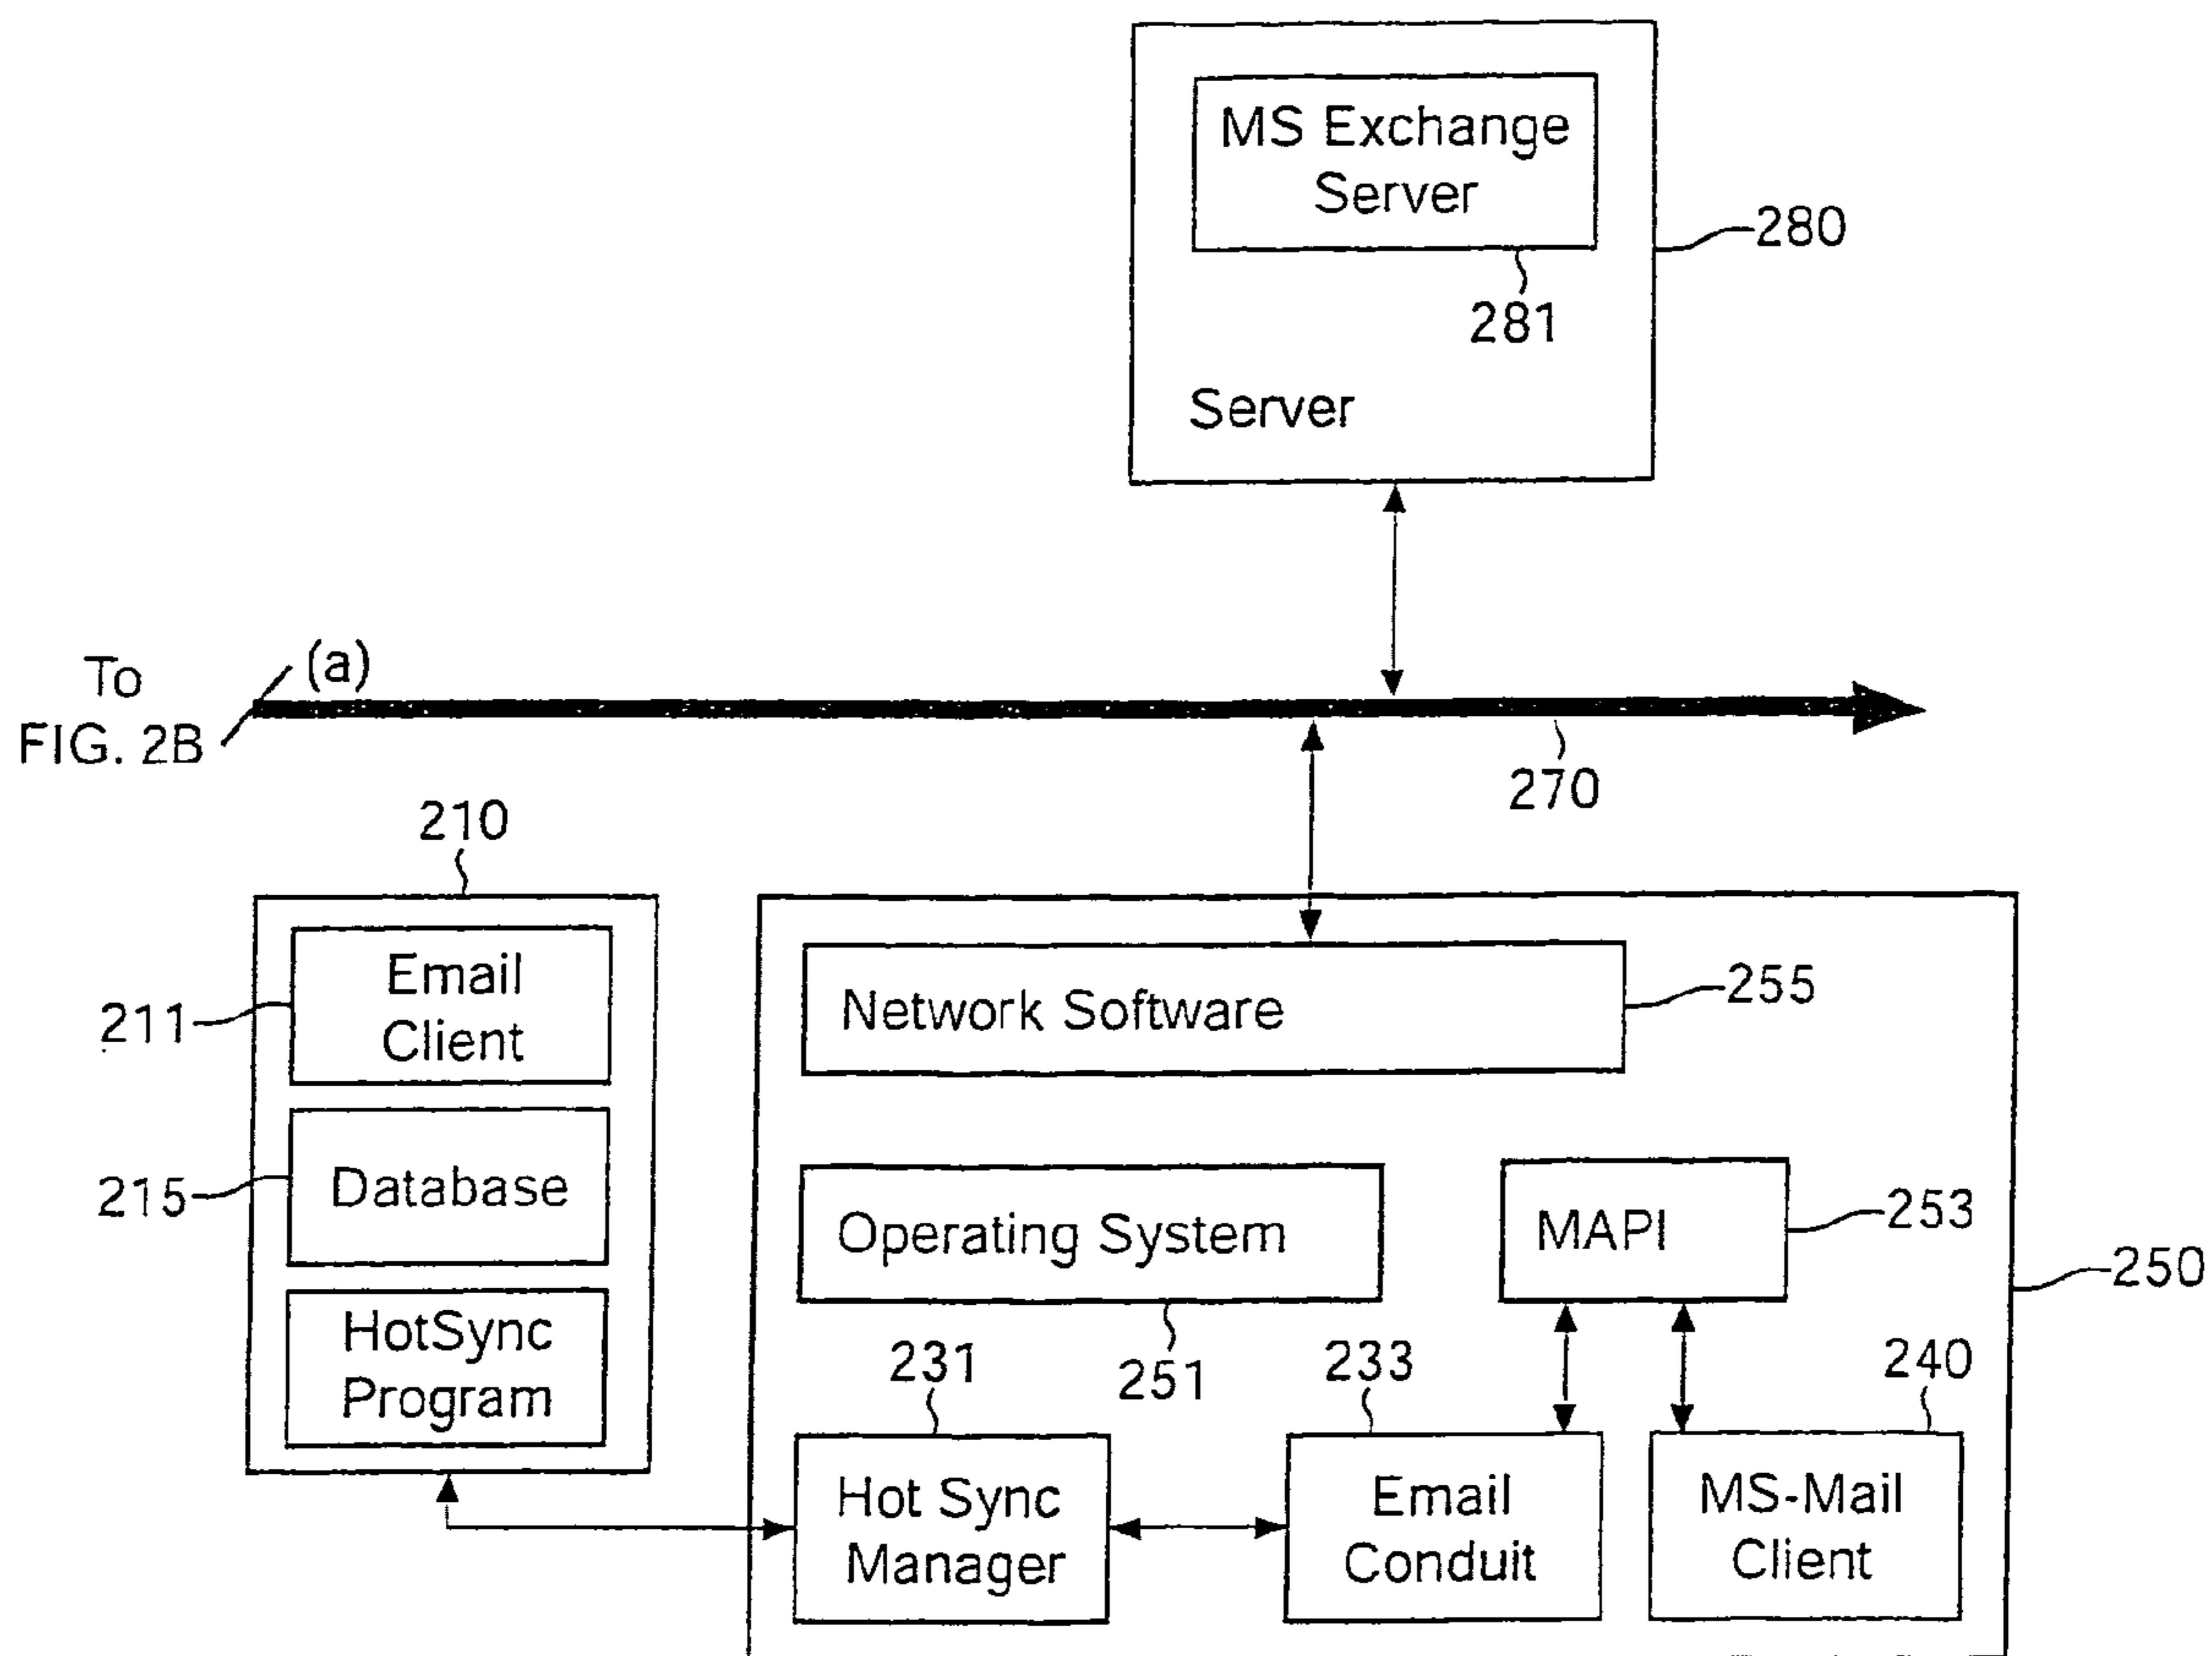 MS Exchange
Server
280
281
Server
(a)
To
FIG. 2B
270
210
Email
Client
211
Database
215
HotSync
Program
Network Software
255
Operating System
251
MAPI
253
250
231
233
240
Hot Sync
Manager
Email
Conduit
MS-Mail
Client